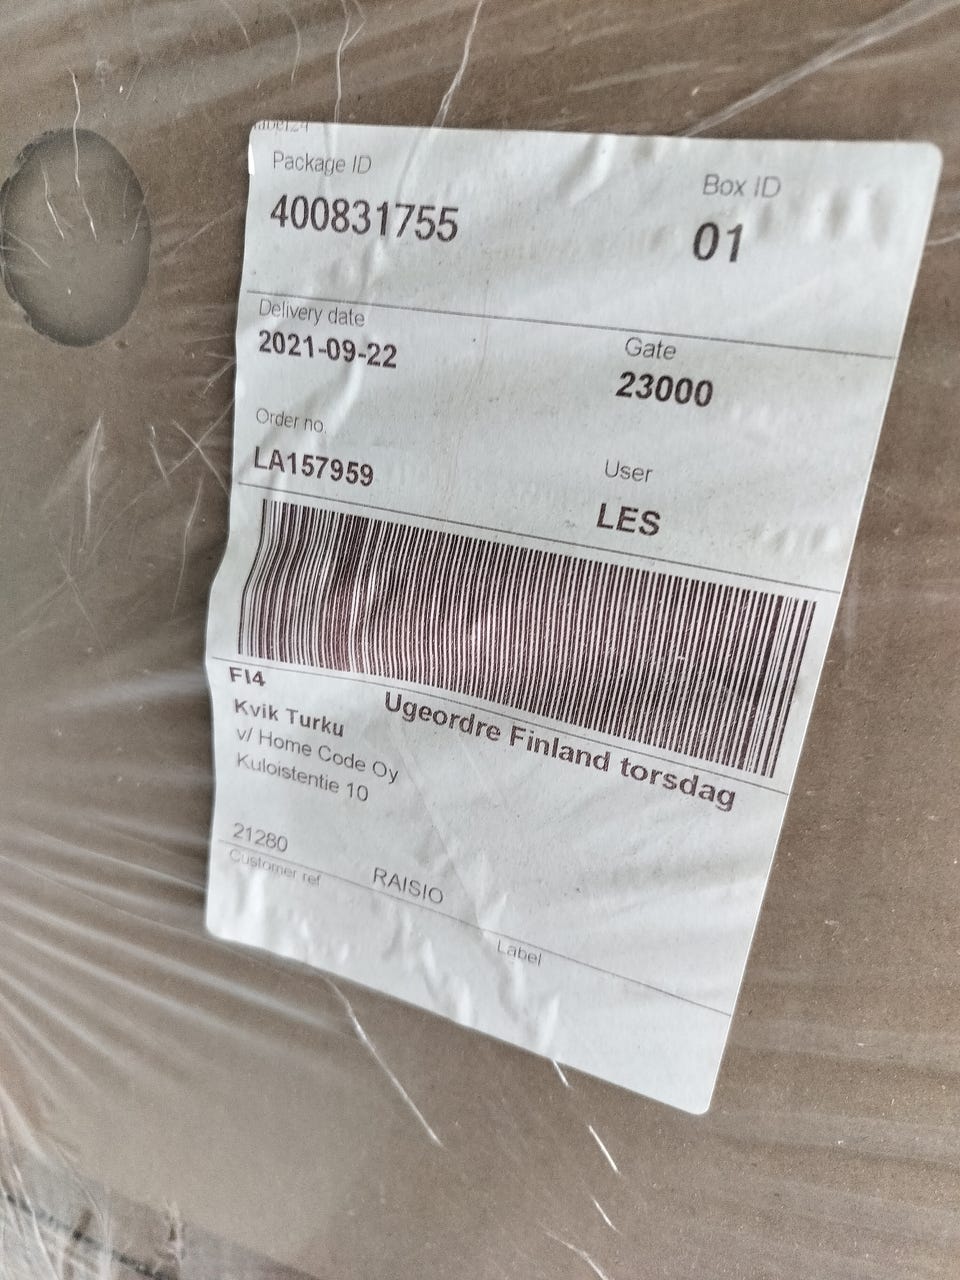 Package ID
Box ID
400831755
01
Delivery date
Gate
2021-09-22
23000
Order no.
User
LA157959
LES
FI4
Ugeordre Finland torsdag
Kvik Turku
v/ Home Code Oy
Kuloistentie 10
21280 RAISIO
Customer ref
Label